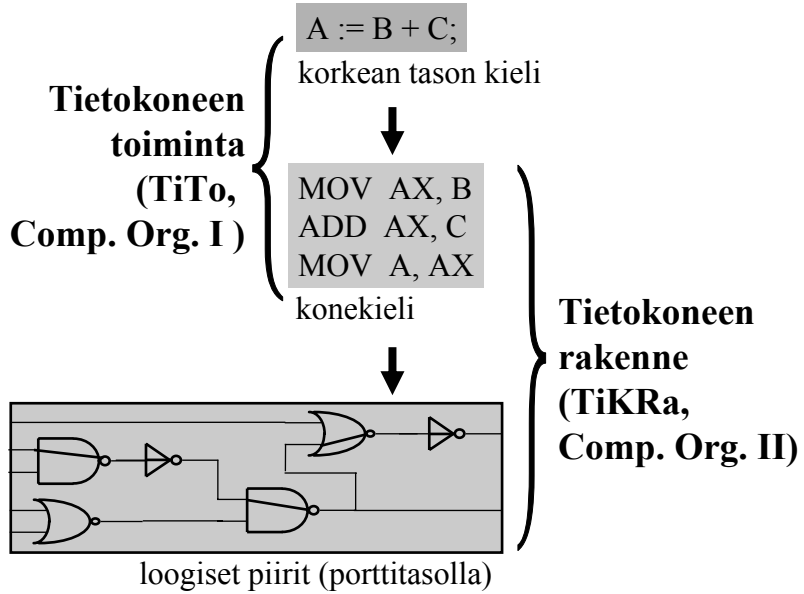 A := B + C;
korkean tason kieli
Tietokoneen
toiminta
(TiTo,
Comp. Org. I )
MOV AX, B
ADD AX, C
MOV A, AX
konekieli
Tietokoneen
rakenne
(TiKRa,
Comp. Org. II)
loogiset piirit (porttitasolla)